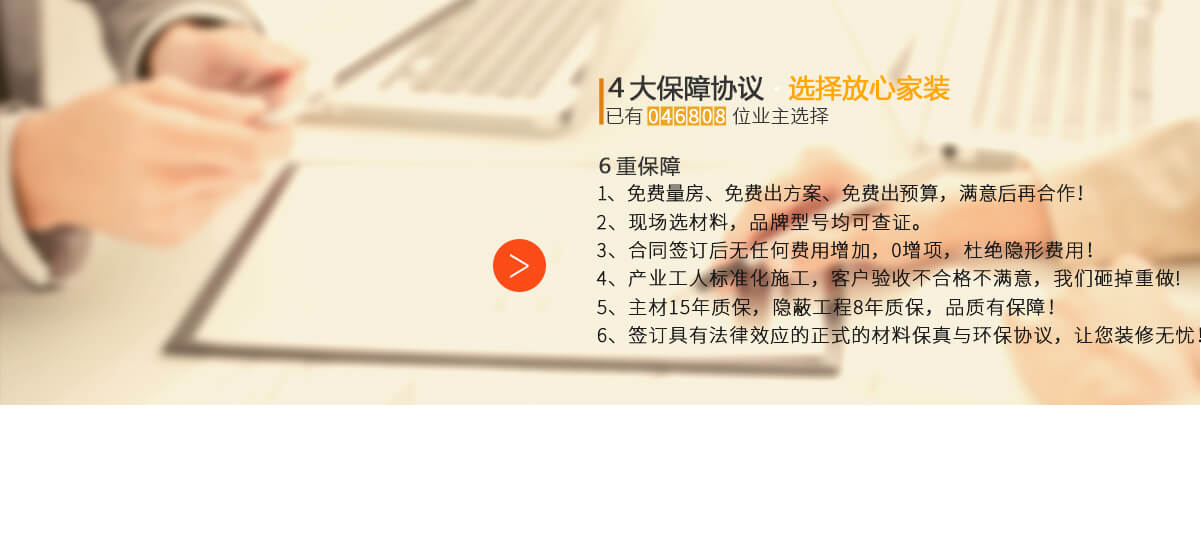 4大保障协议·选择放心家装
已有 046808 位业主选择
6重保障
1、免费量房、免费出方案、免费出预算，满意后再合作！
2、现场选材料，品牌型号均可查证。
3、合同签订后无任何费用增加，0增项，杜绝隐形费用！
4、产业工人标准化施工，客户验收不合格不满意，我们砸掉重做！
5、主材15年质保，隐蔽工程8年质保，品质有保障！
6、签订具有法律效应的正式的材料保真与环保协议，让您装修无忧！